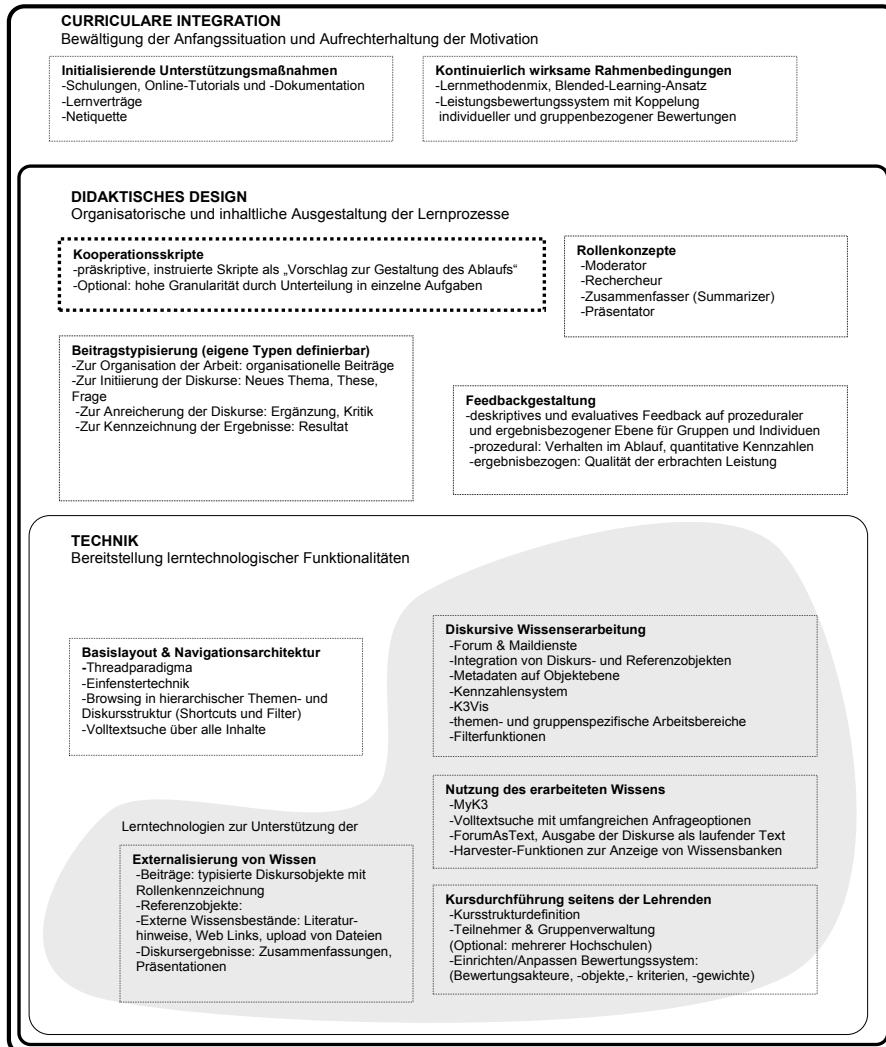 CURRICULARE INTEGRATION
Bewältigung der Anfangssituation und Aufrechterhaltung der Motivation
Initialisierende Unterstützungsmaßnahmen
-Schulungen, Online-Tutorials und -Dokumentation
-Lernverträge
-Netiquette
Kontinuierlich wirksame Rahmenbedingungen
-Lernmethodenmix, Blended-Learning-Ansatz
-Leistungsbewertungssystem mit Koppelung
individueller und gruppenbezogener Bewertungen
DIDAKTISCHES DESIGN
Organisatorische und inhaltliche Ausgestaltung der Lernprozesse
Kooperationsskripte
-präskriptive, instruierte Skripte als „Vorschlag zur Gestaltung des Ablaufs“
-Optional: hohe Granularität durch Unterteilung in einzelne Aufgaben
Rollenkonzepte
-Moderator
-Rechercheur
-Zusammenfasser (Summarizer)
-Präsentator
Beitragstypisierung (eigene Typen definierbar)
-Zur Organisation der Arbeit: organisationelle Beiträge
-Zur Initiierung der Diskurse: Neues Thema, These,
Frage
-Zur Anreicherung der Diskurse: Ergänzung, Kritik
-Zur Kennzeichnung der Ergebnisse: Resultat
Feedbackgestaltung
-deskriptives und evaluatives Feedback auf prozeduraler
und ergebnisbezogener Ebene für Gruppen und Individuen
-prozedural: Verhalten im Ablauf, quantitative Kennzahlen
-ergebnisbezogen: Qualität der erbrachten Leistung
TECHNIK
Bereitstellung lerntechnologischer Funktionalitäten
Basislayout & Navigationsarchitektur
-Threadparadigma
-Einfenstertechnik
-Browsing in hierarchischer Themen- und
Diskursstruktur (Shortcuts und Filter)
-Volltextsuche über alle Inhalte
Diskursive Wissenserarbeitung
-Forum & Maildienste
-Integration von Diskurs- und Referenzobjekten
-Metadaten auf Objektebene
-Kennzahlensystem
-K3Vis
-themen- und gruppenspezifische Arbeitsbereiche
-Filterfunktionen
Nutzung des erarbeiteten Wissens
-MyK3
-Volltextsuche mit umfangreichen Anfrageoptionen
-ForumAsText, Ausgabe der Diskurse als laufender Text
-Harvester-Funktionen zur Anzeige von Wissensbanken
Lerntechnologien zur Unterstützung der
Externalisierung von Wissen
-Beiträge: typisierte Diskursobjekte mit
Rollenkennzeichnung
-Referenzobjekte:
-Externe Wissensbestände: Literatur-
hinweise, Web Links, upload von Dateien
-Diskursergebnisse: Zusammenfassungen,
Präsentationen
Kursdurchführung seitens der Lehrenden
-Kursstrukturdefinition
-Teilnehmer & Gruppenverwaltung
(Optional: mehrerer Hochschulen)
-Einrichten/Anpassen Bewertungssystem:
(Bewertungsakteure, -objekte,- kriterien, -gewichte)